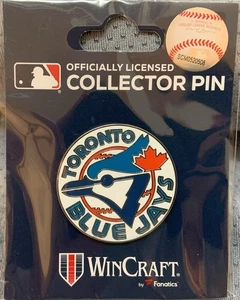 OFFICIALLY LICENSED
COLLECTOR PIN
TORONTO
BLUE JAYS
WINCRAFT
by Fanatics